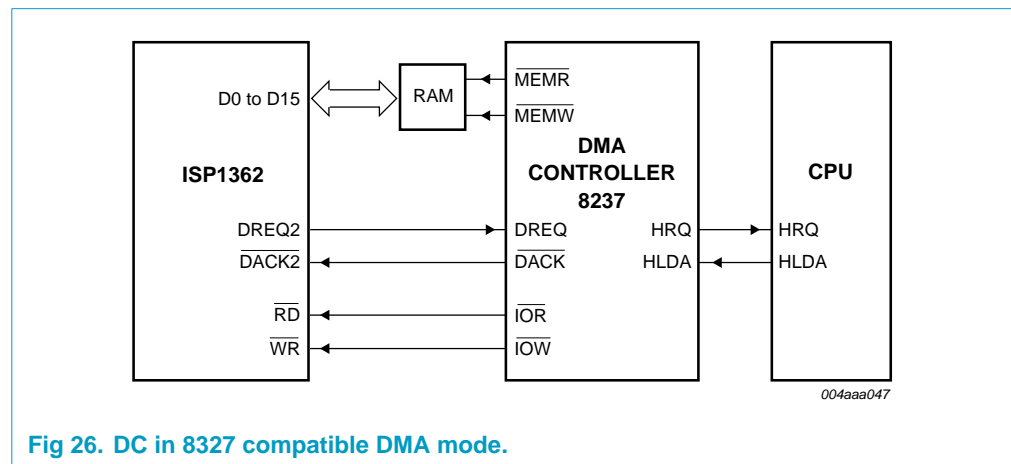 D0 to D15
RAM
MEMR
MEMW
ISP1362
DMA
CONTROLLER
8237
CPU
DREQ2
DREQ
HRQ
HRQ
DACK2
DACK
HLDA
HLDA
RD
IOR
WR
IOW
004aaa047
Fig 26. DC in 8327 compatible DMA mode.